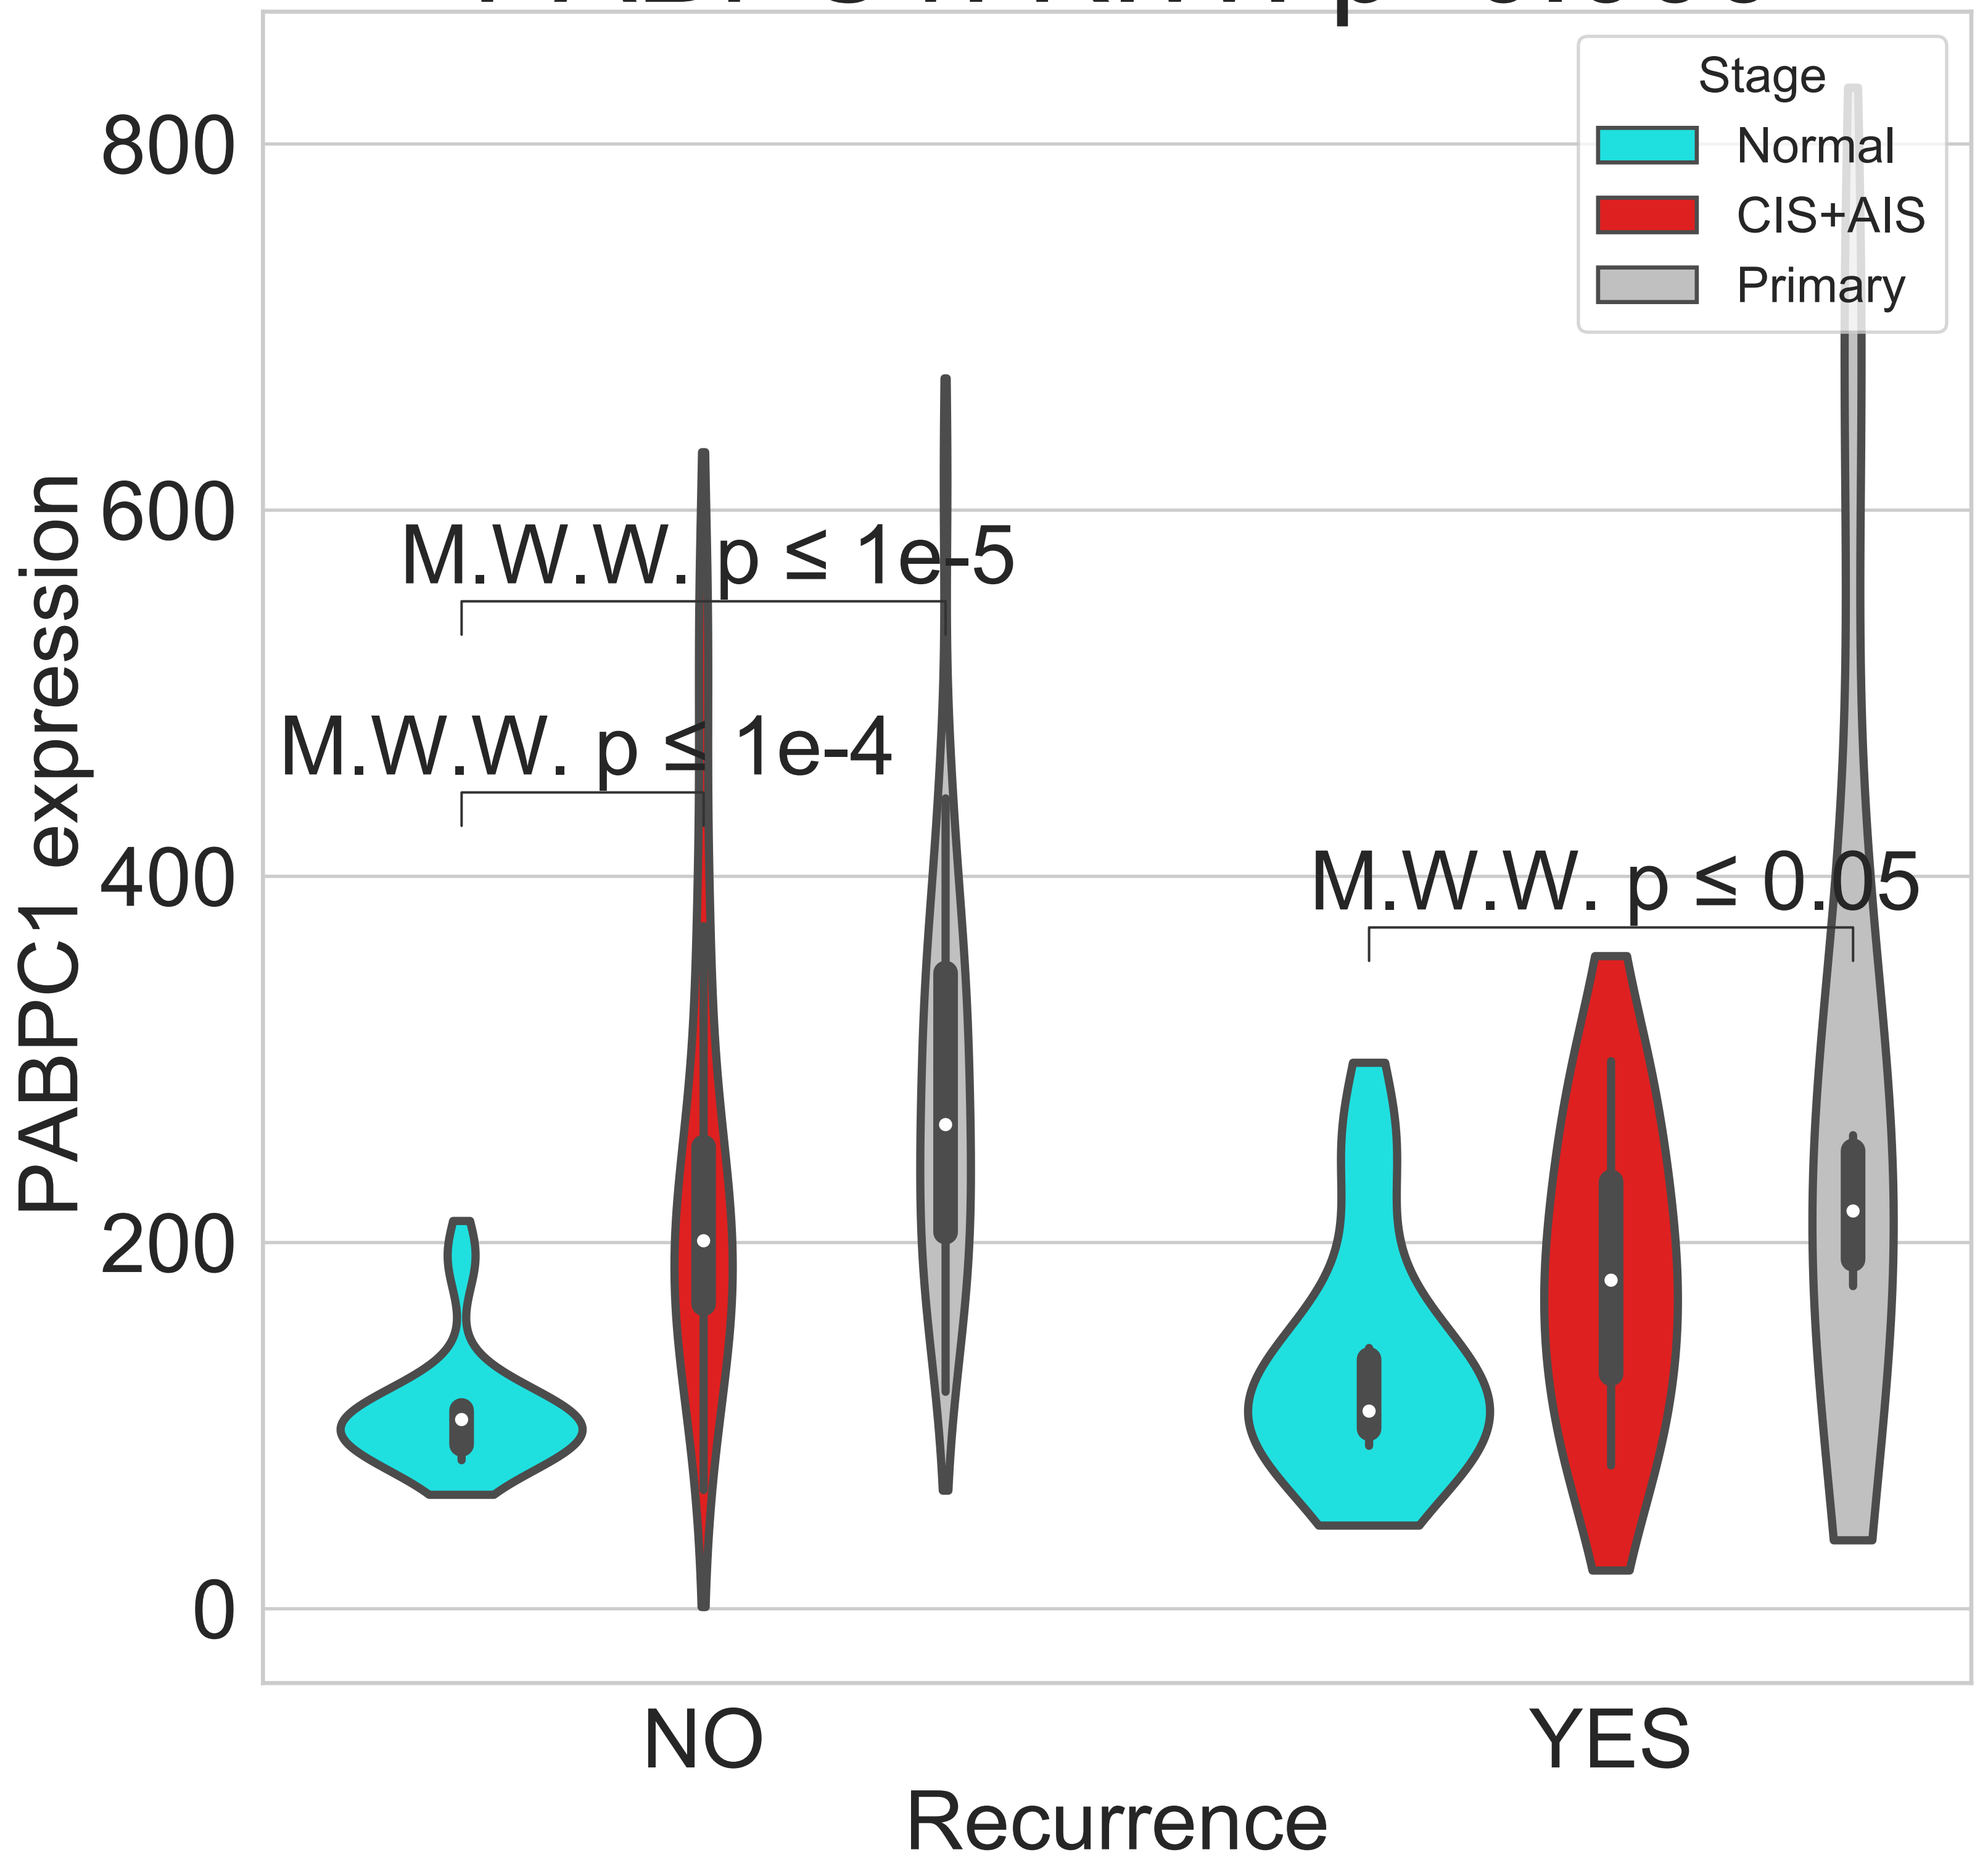 Stage
Normal
CIS+AIS
Primary
800
600
400
200
0
PABPC1 expression
M.W.W. p ≤ 1e-5
M.W.W. p ≤ 1e-4
M.W.W. p ≤ 0.05
NO
YES
Recurrence